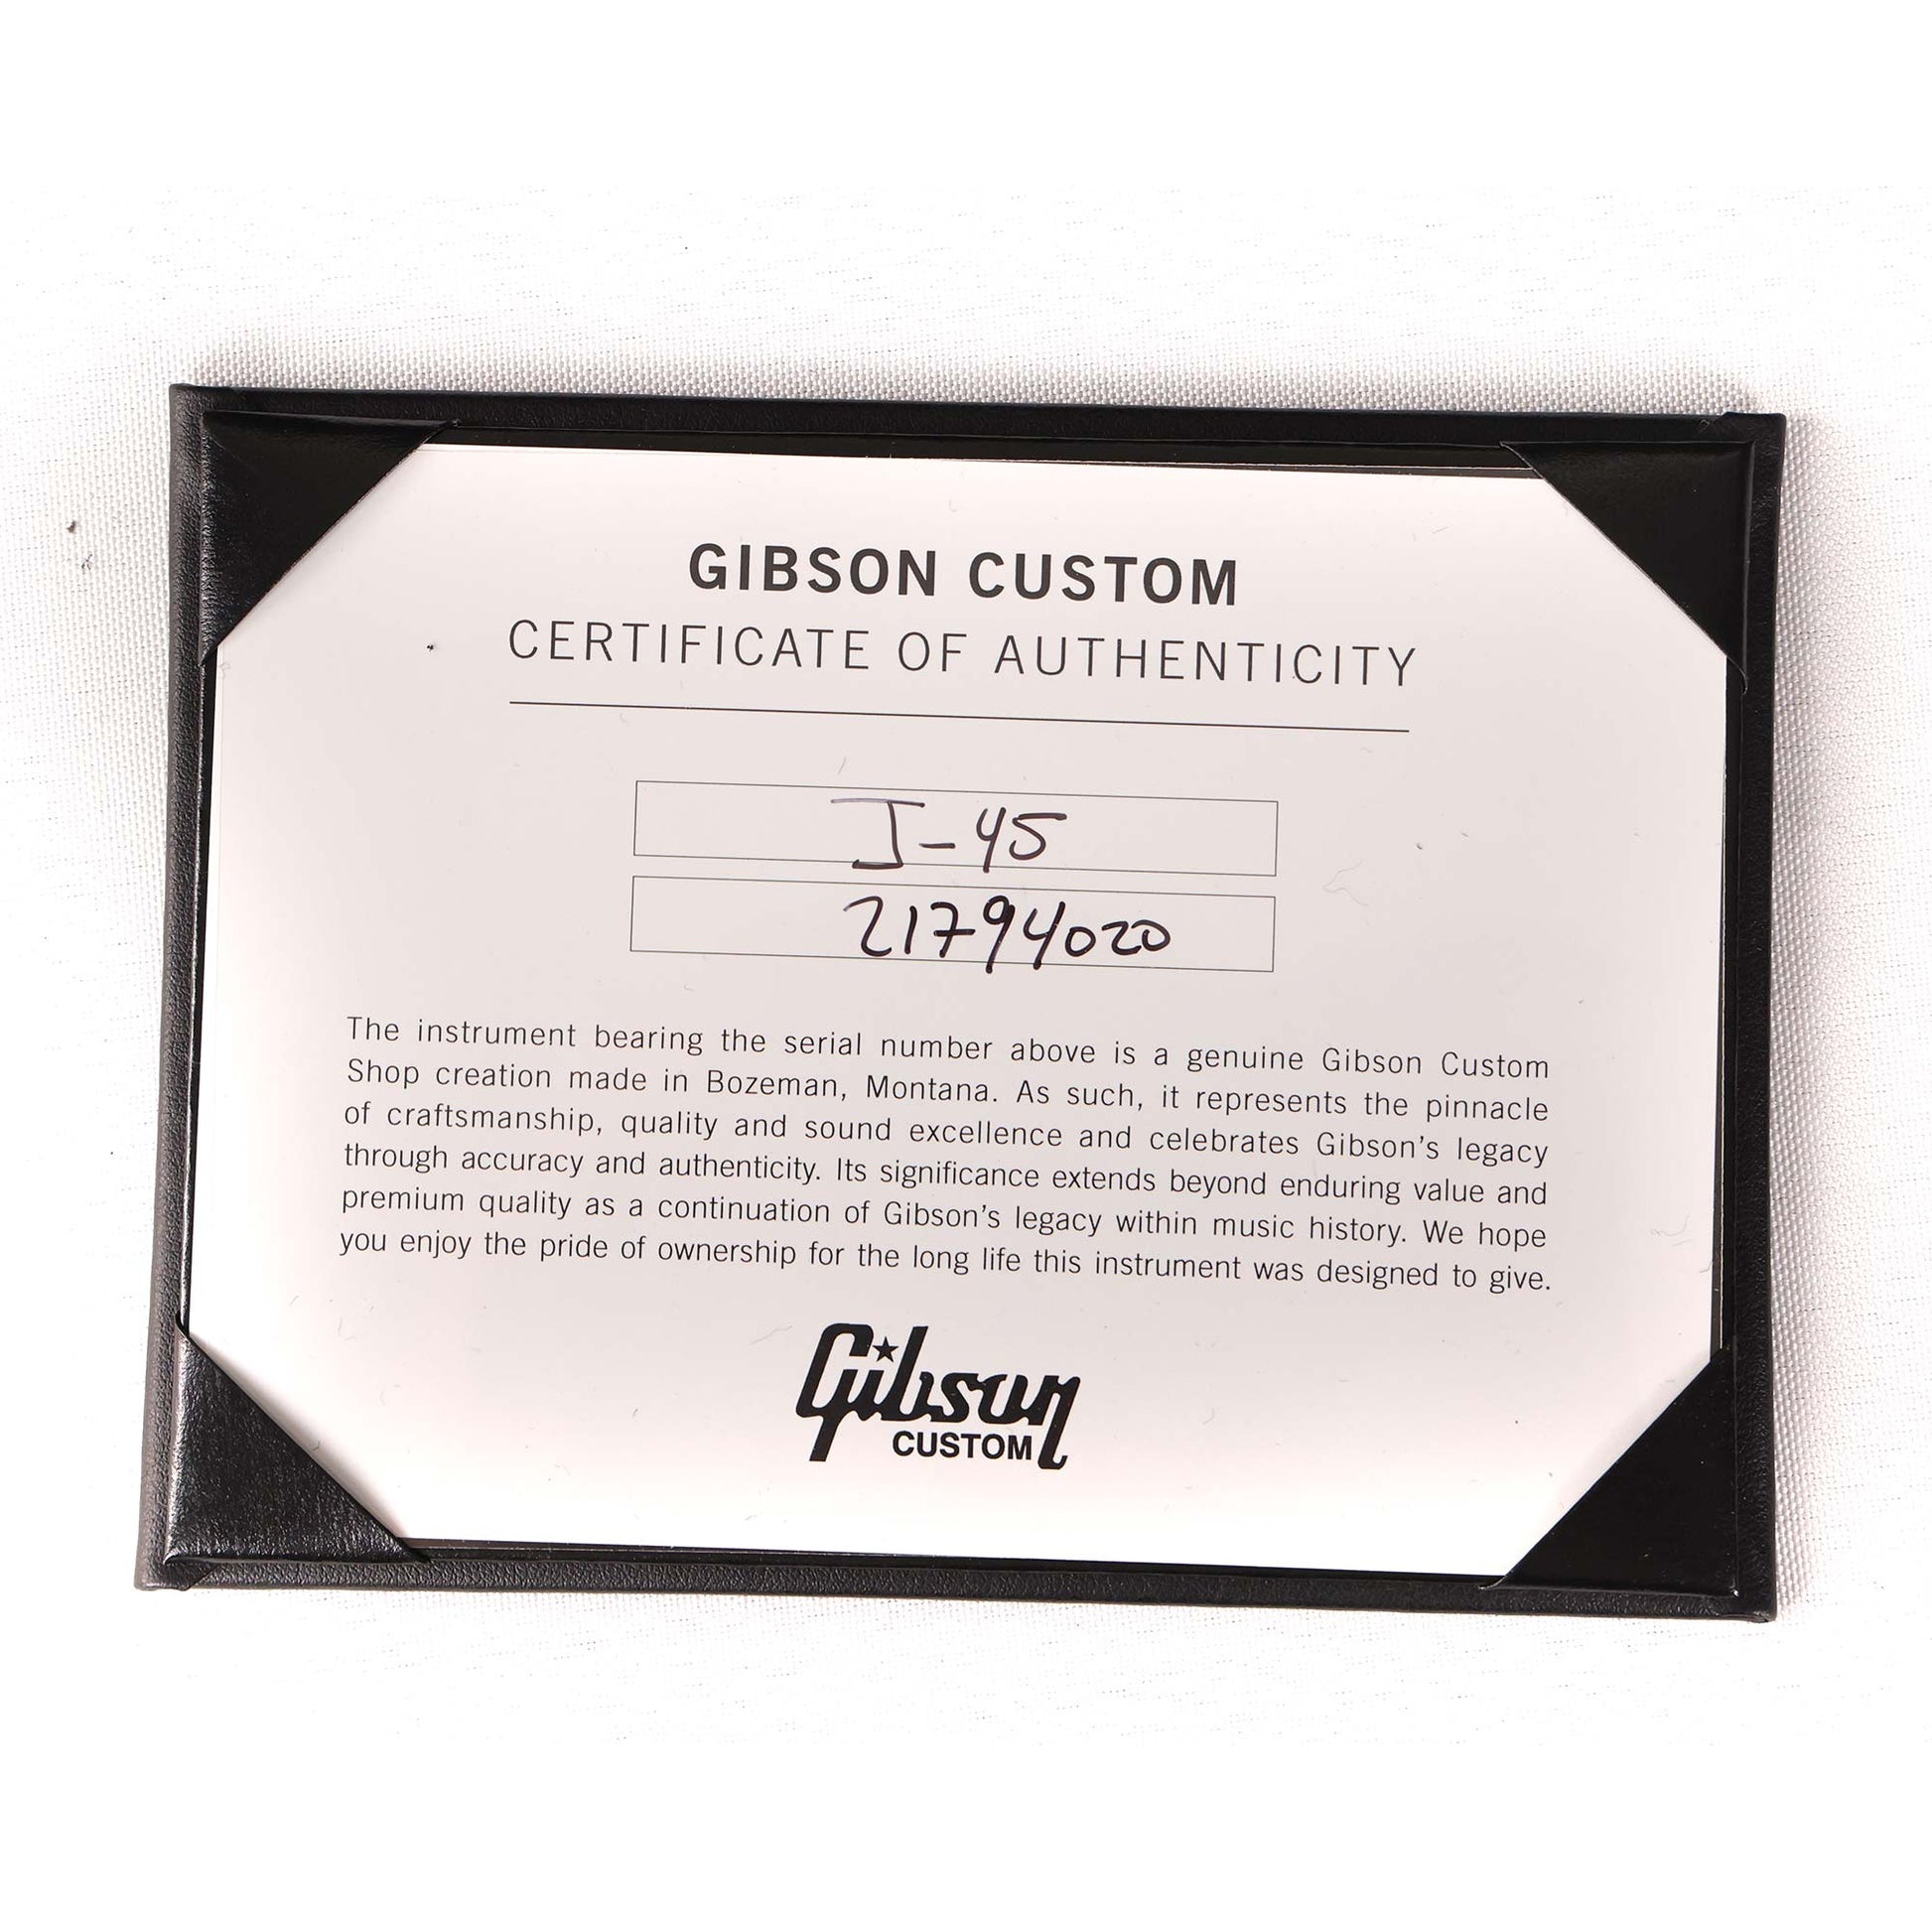 GIBSON CUSTOM
CERTIFICATE OF AUTHENTICITY
J-45
21794020
The instrument bearing the serial number above is a genuine Gibson Custom
Shop creation made in Bozeman, Montana. As such, it represents the pinnacle
of craftsmanship, quality and sound excellence and celebrates Gibson's legacy
through accuracy and authenticity. Its significance extends beyond enduring value and
premium quality as a continuation of Gibson's legacy within music history. We hope
you enjoy the pride of ownership for the long life this instrument was designed to give.
Gibson
CUSTOM